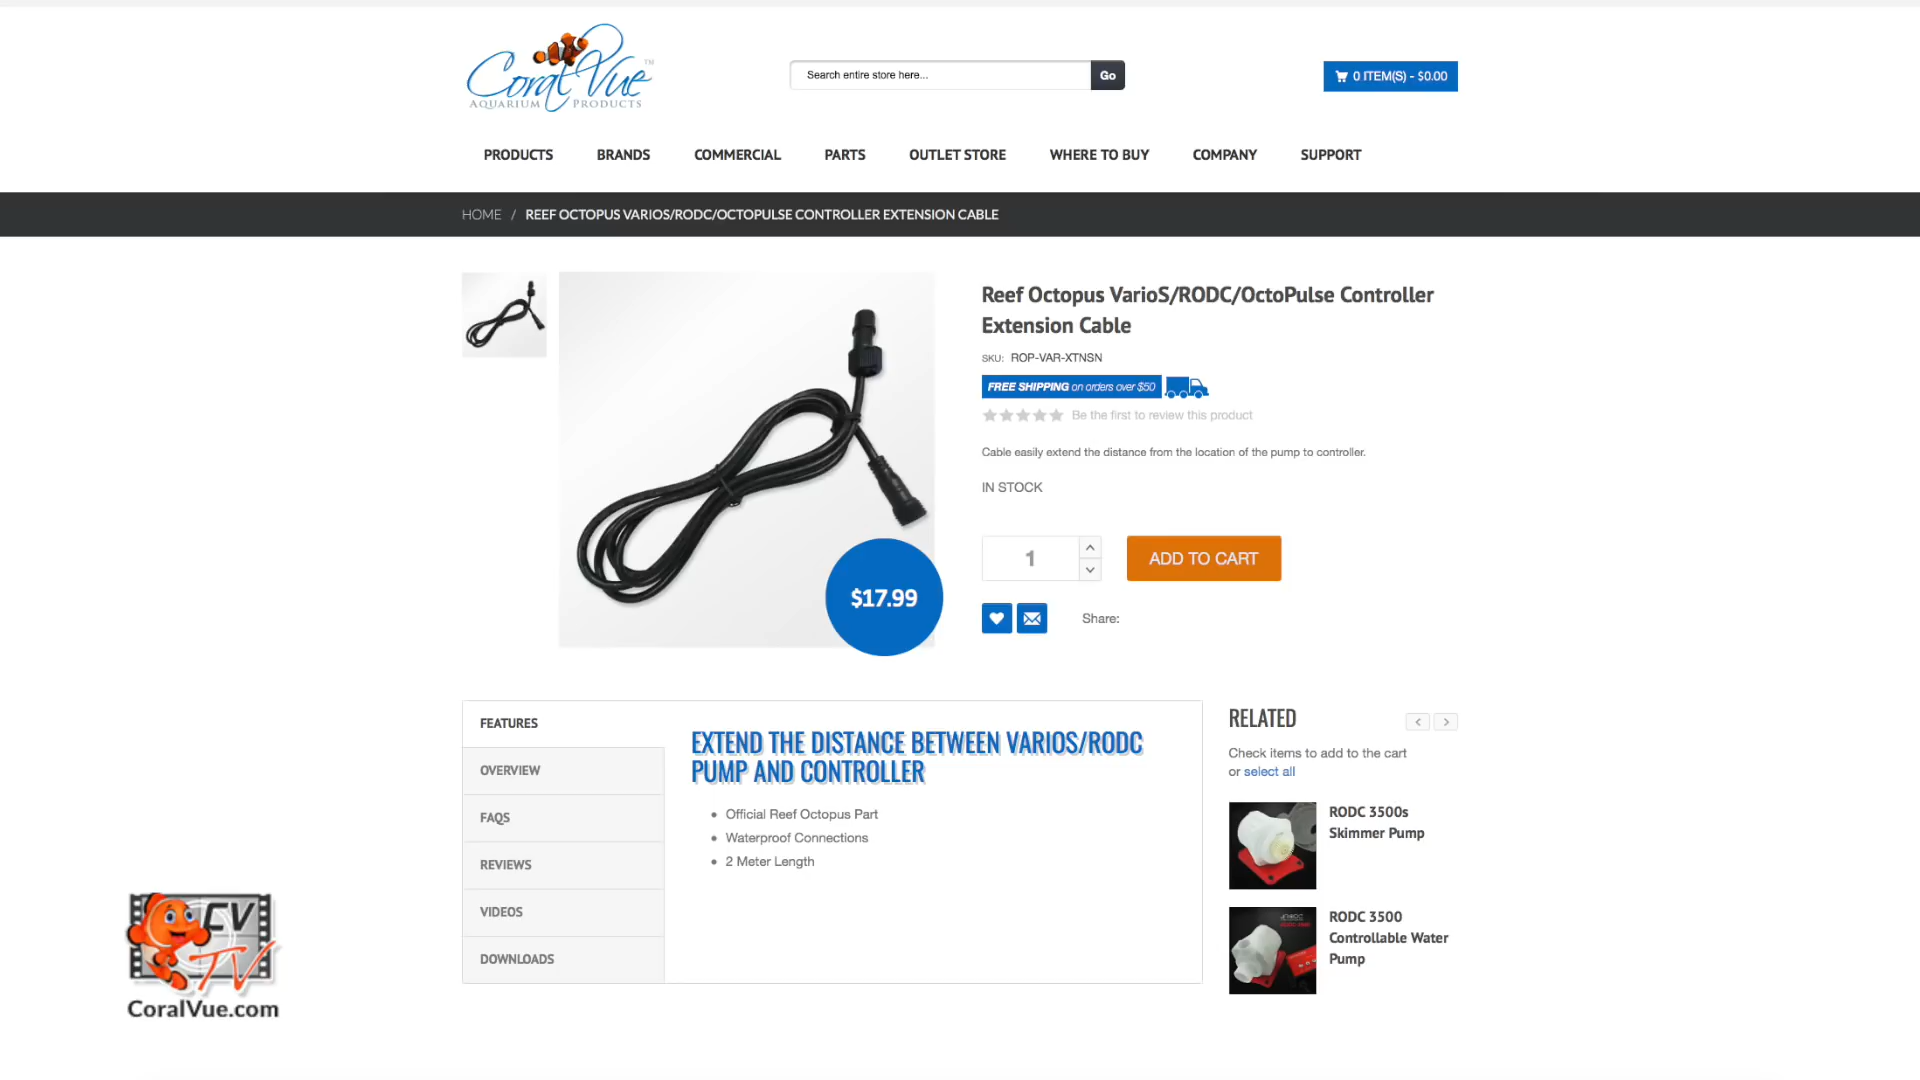 Coral Vue TM
AQUARIUM PRODUCTS
Search entire store here...
Go
0 ITEM(S) - $0.00
PRODUCTS
BRANDS
COMMERCIAL
PARTS
OUTLET STORE
WHERE TO BUY
COMPANY
SUPPORT
HOME / REEF OCTOPUS VARIOS/RODC/OCTOPULSE CONTROLLER EXTENSION CABLE
Reef Octopus VarioS/RODC/OctoPulse Controller
Extension Cable
SKU: ROP-VAR-XTNSN
FREE SHIPPING on orders over $50
Be the first to review this product
Cable easily extend the distance from the location of the pump to controller.
IN STOCK
1
ADD TO CART
$17.99
Share:
FEATURES
OVERVIEW
FAQS
REVIEWS
VIDEOS
DOWNLOADS
EXTEND THE DISTANCE BETWEEN VARIOS/RODC
PUMP AND CONTROLLER
• Official Reef Octopus Part
• Waterproof Connections
• 2 Meter Length
RELATED
Check items to add to the cart
or select all
RODC 3500s
Skimmer Pump
RODC 3500
Controllable Water
Pump
CV
TV
CoralVue.com